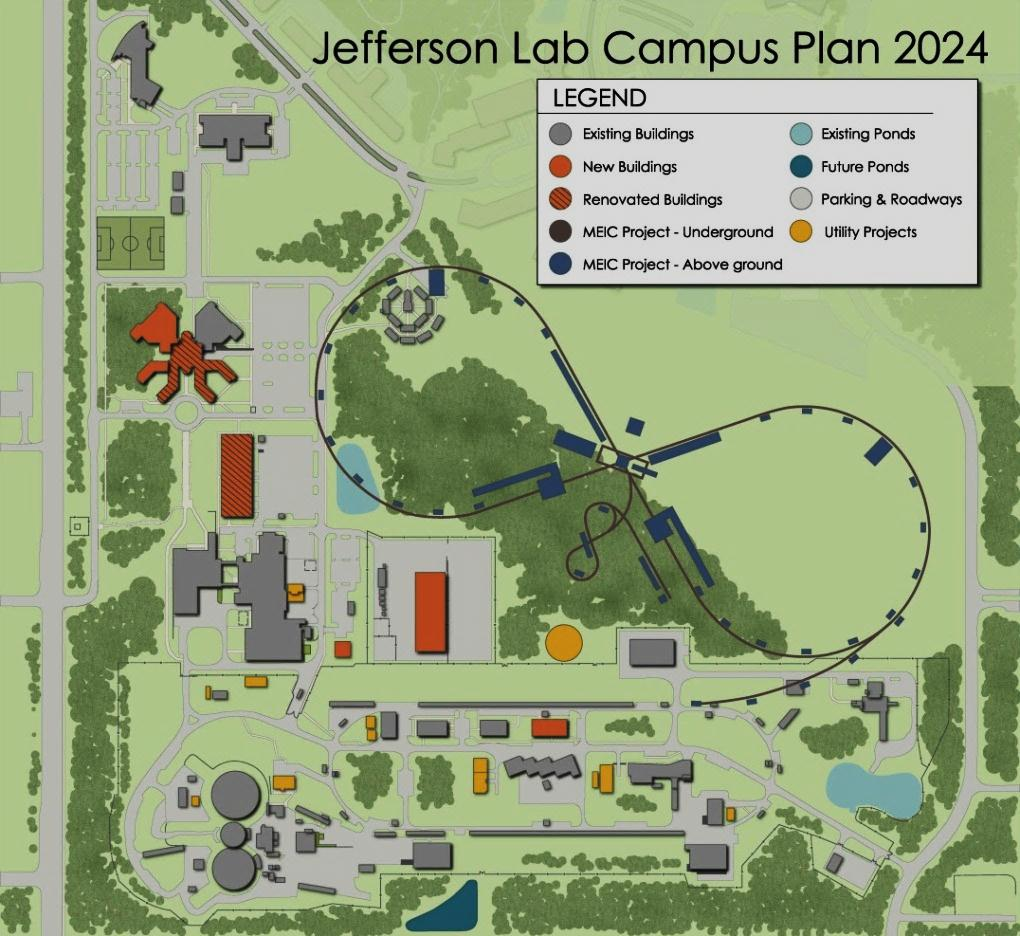 Jefferson Lab Campus Plan 2024
LEGEND
Existing Buildings
New Buildings
Renovated Buildings
MEIC Project - Underground
MEIC Project - Above ground
Existing Ponds
Future Ponds
Parking & Roadways
Utility Projects